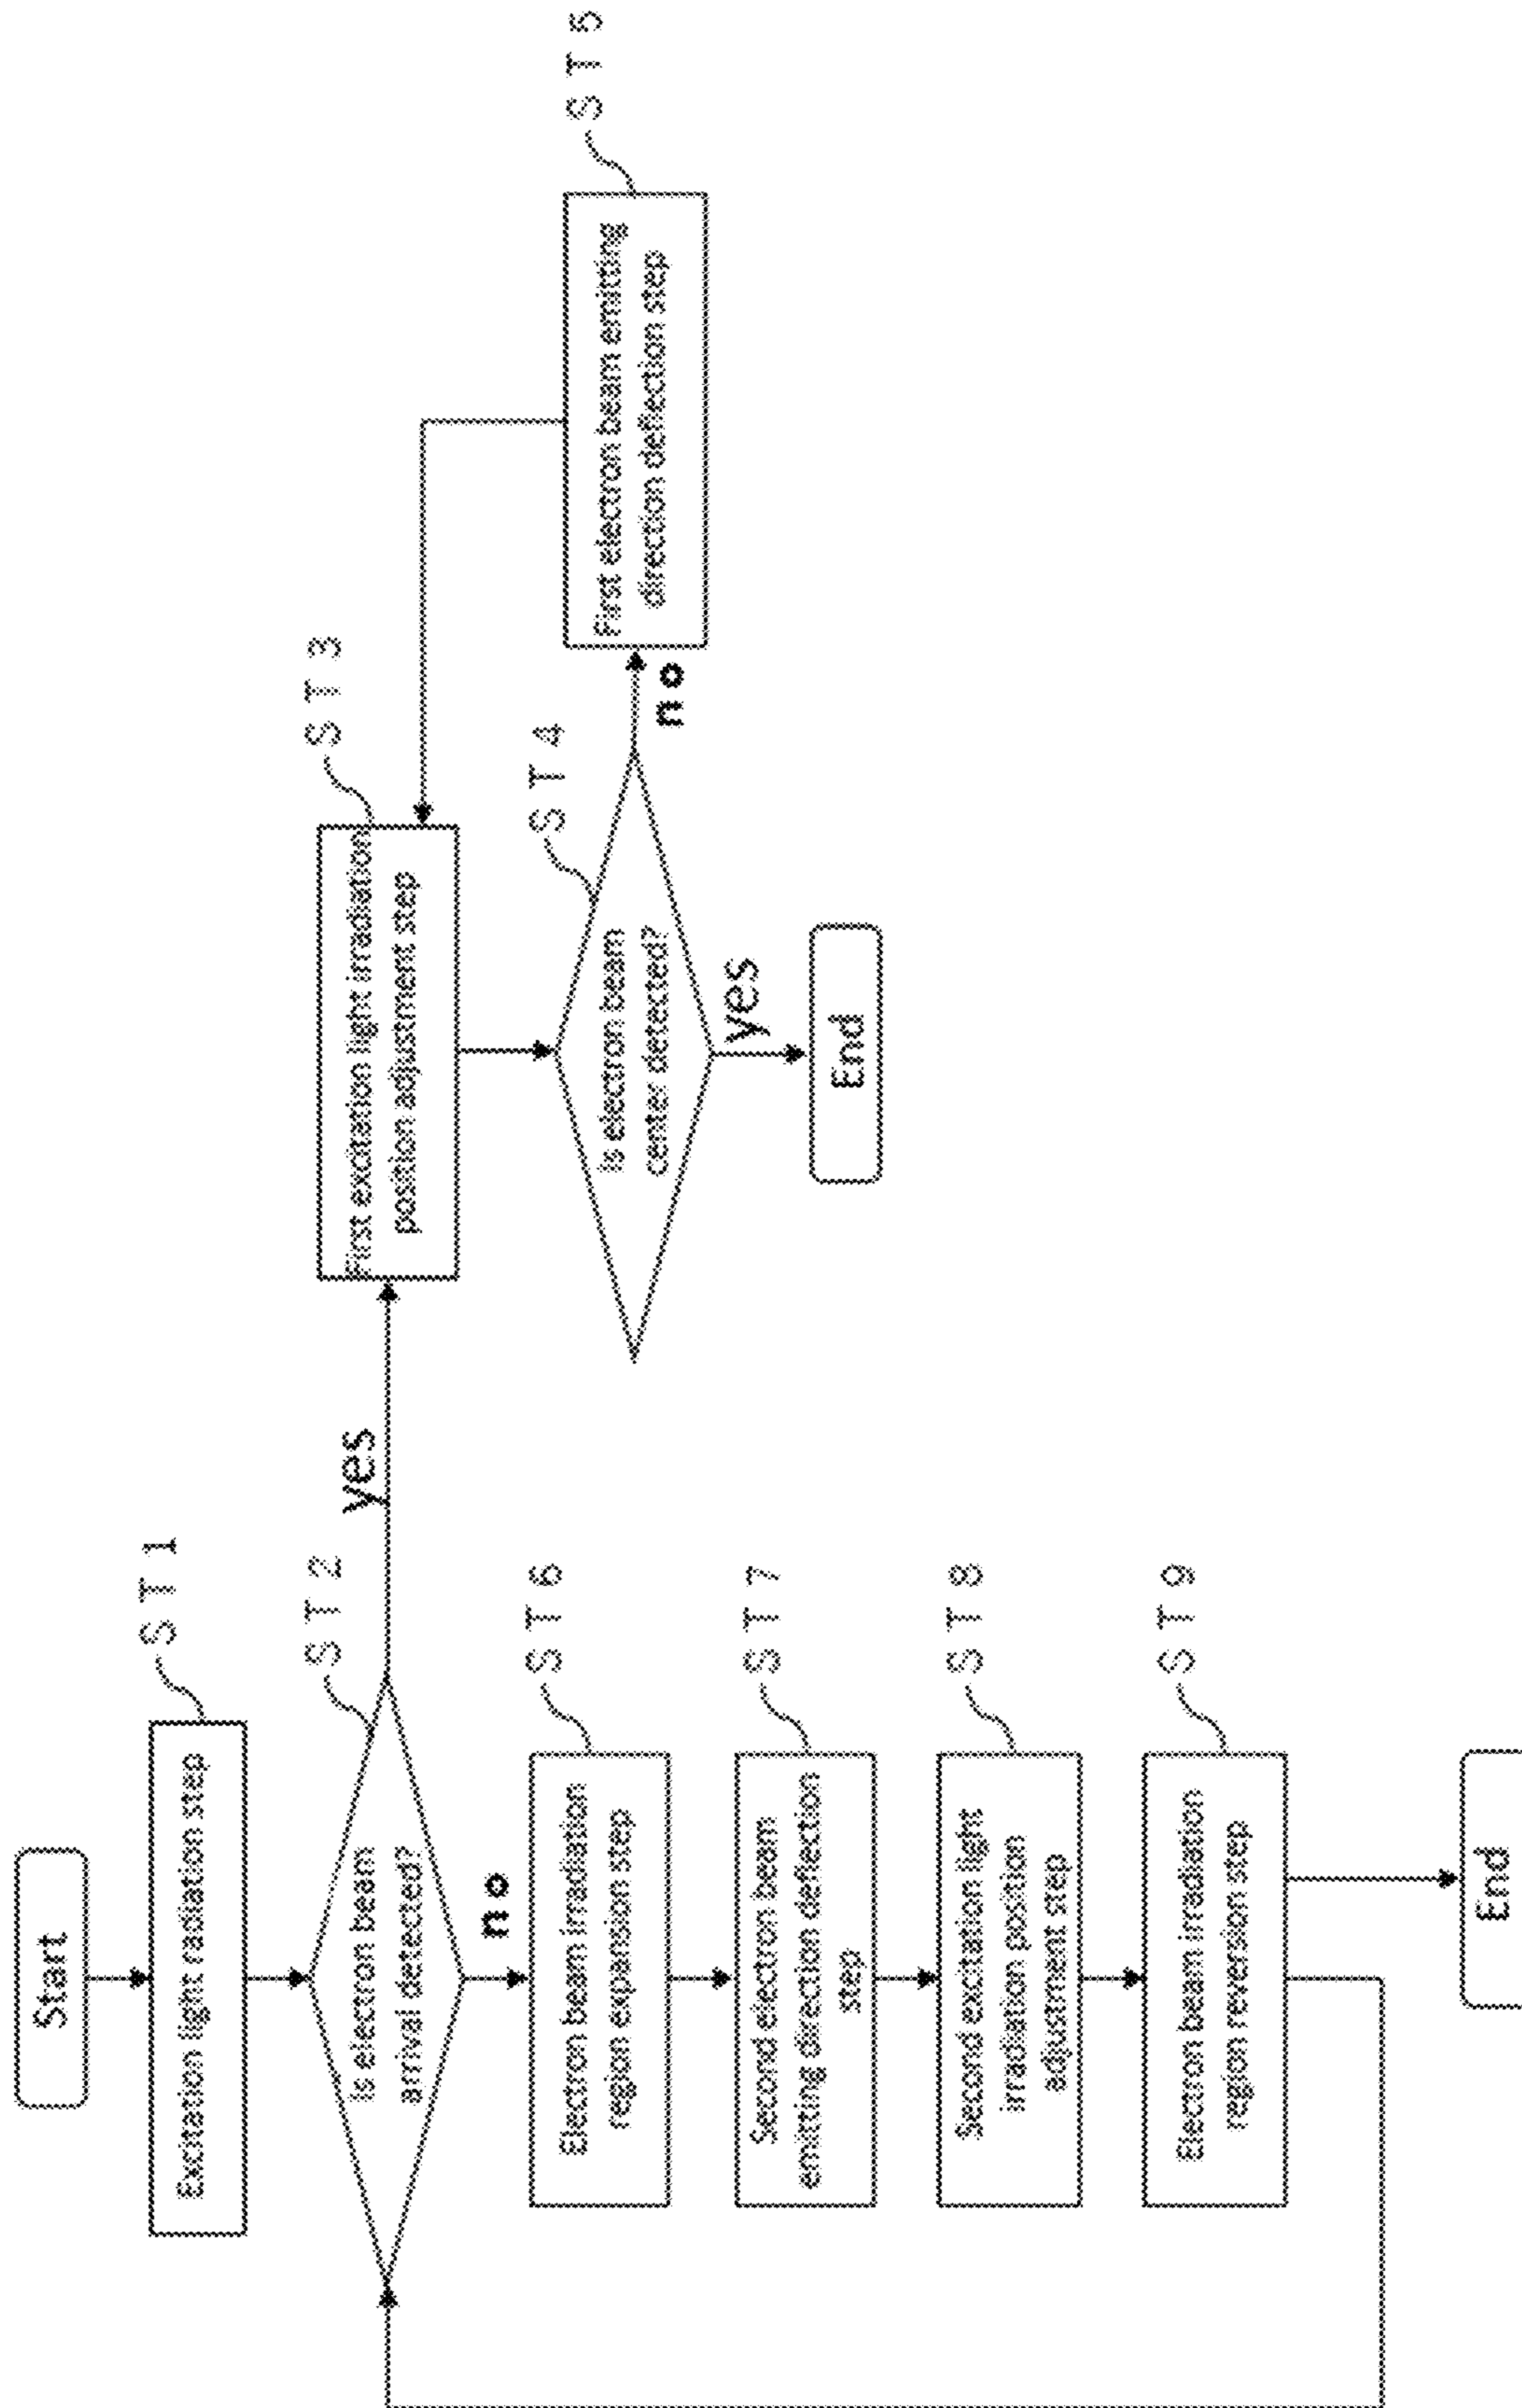 Start
Excitation light radiation step
ST1
is electron beam
arrival detected?
ST2
yes
no
First excitation light irradiation
position adjustment step
ST3
is electron beam
center detected?
ST4
no
yes
First electron beam emitting
direction deflection step
ST5
End
Electron beam irradiation
region expansion step
ST6
Second electron beam
emitting direction deflection
step
ST7
Second excitation light
irradiation position
adjustment step
ST8
Electron beam irradiation
region reversion step
ST9
End